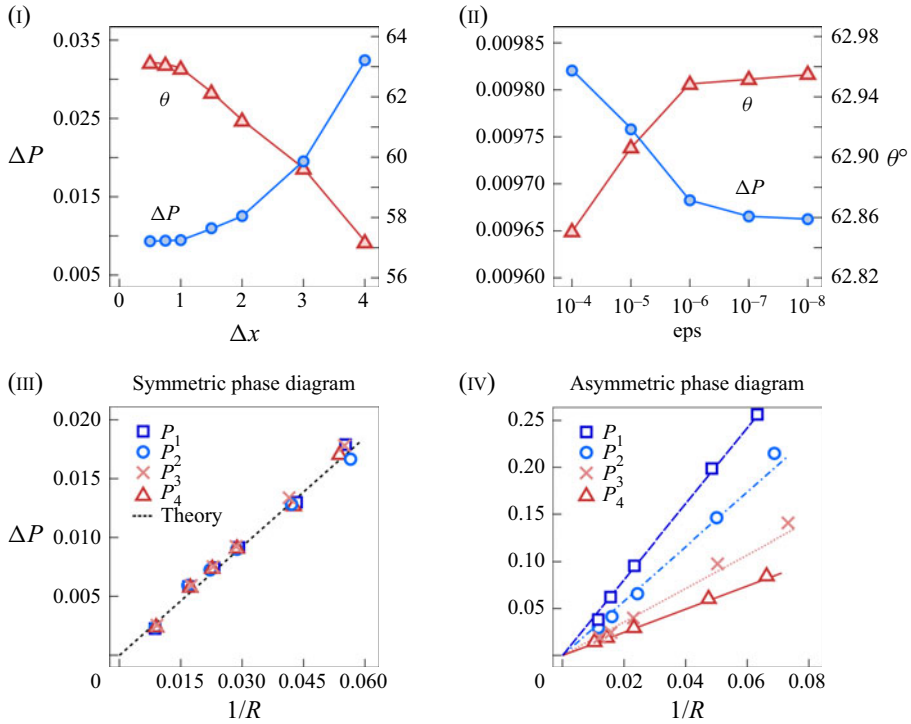 (I)
0.035
0.025
0.015
0.005
ΔP
64
62
60
58
56
θ
ΔP
0
1
2
3
4
Δx
(II)
0.00985
0.00980
0.00975
0.00970
0.00965
0.00960
62.98
62.94
62.90
62.86
62.82
θ°
θ
ΔP
10⁻⁴
10⁻⁵
10⁻⁶
10⁻⁷
10⁻⁸
eps
(III)
Symmetric phase diagram
0.020
0.015
0.010
0.005
0
ΔP
P₁
P₂
P₃
P₄
Theory
0.015
0.030
0.045
0.060
1/R
(IV)
Asymmetric phase diagram
0.25
0.20
0.15
0.10
0.05
0
P₁
P₂
P₃
P₄
0.02
0.04
0.06
0.08
1/R